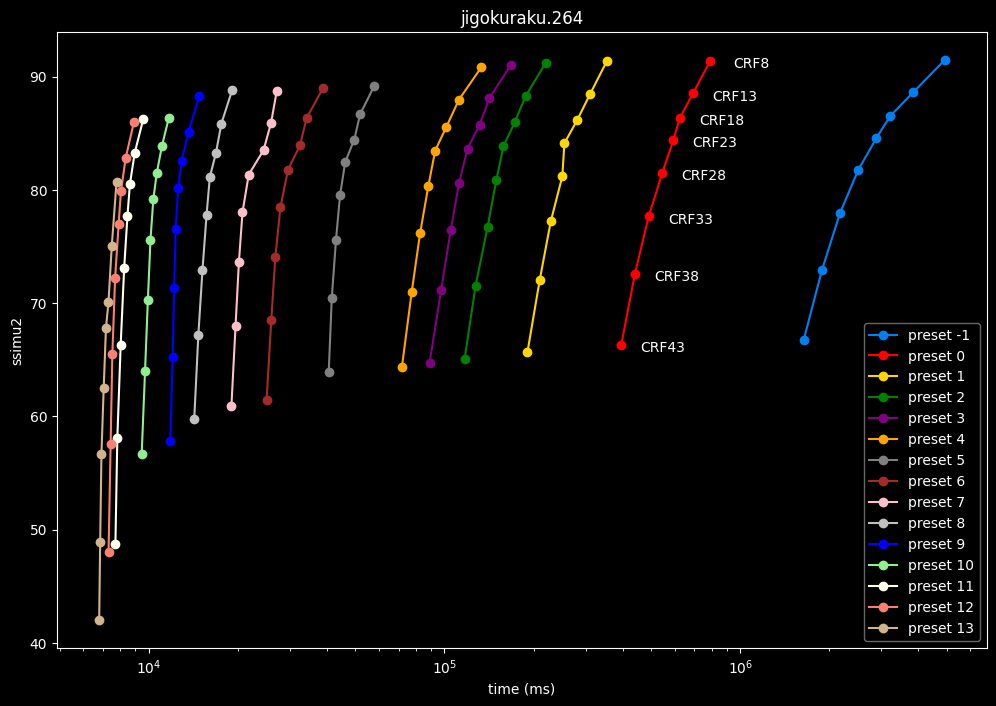 jigokuraku.264
90
80
70
60
50
40
ssimu2
CRF8
CRF13
CRF18
CRF23
CRF28
CRF33
CRF38
CRF43
preset -1
preset 0
preset 1
preset 2
preset 3
preset 4
preset 5
preset 6
preset 7
preset 8
preset 9
preset 10
preset 11
preset 12
preset 13
10⁴ 10⁵ 10⁶
time (ms)